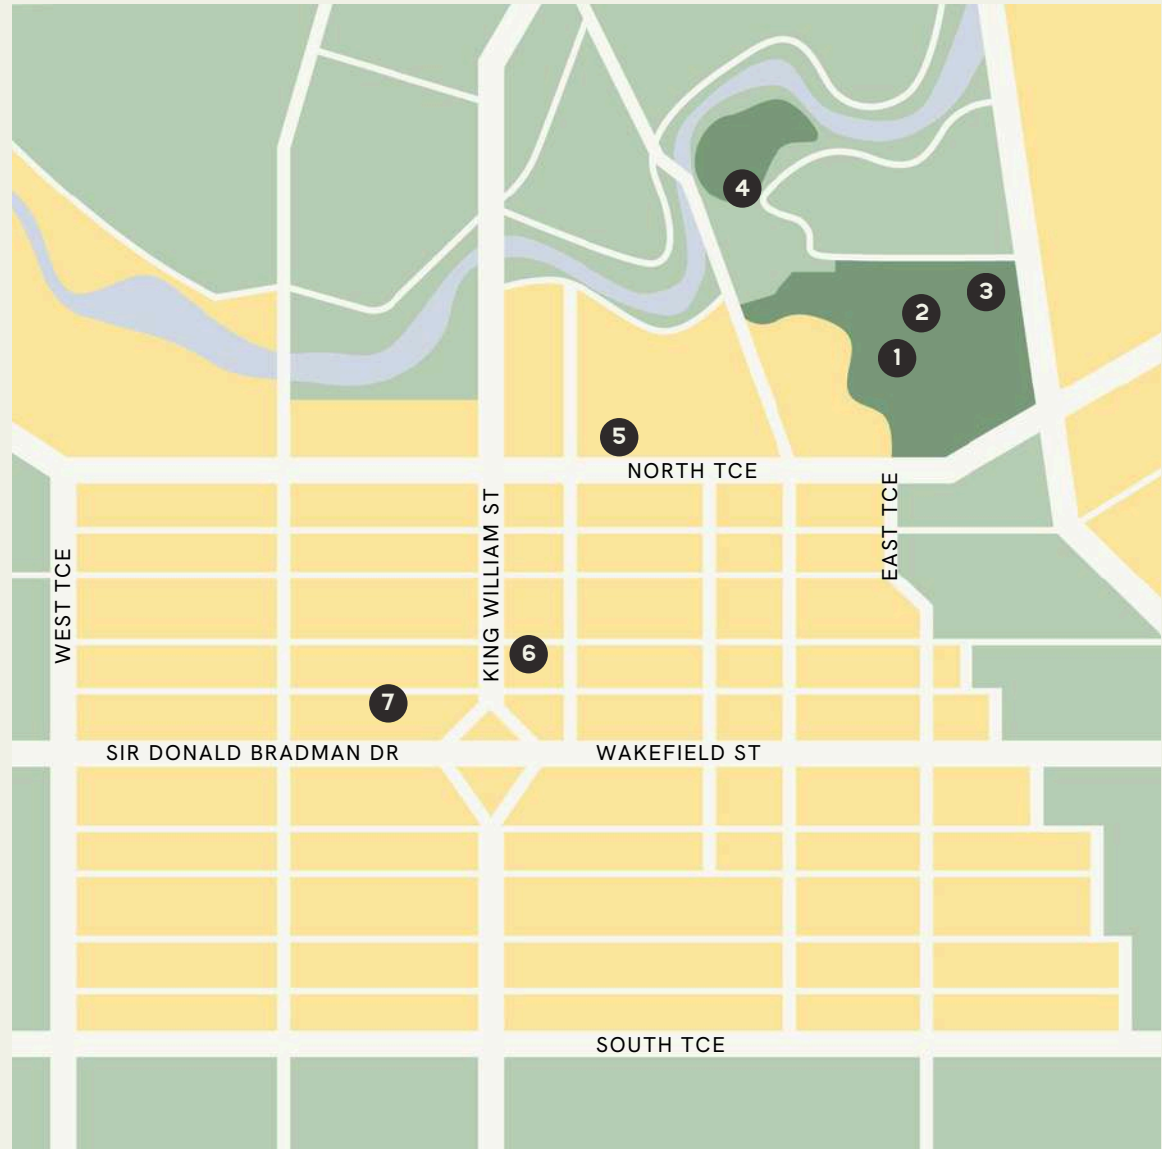 4
3
2
1
5
NORTH TCE
EAST TCE
KING WILLIAM ST
WEST TCE
6
7
SIR DONALD BRADMAN DR
WAKEFIELD ST
SOUTH TCE